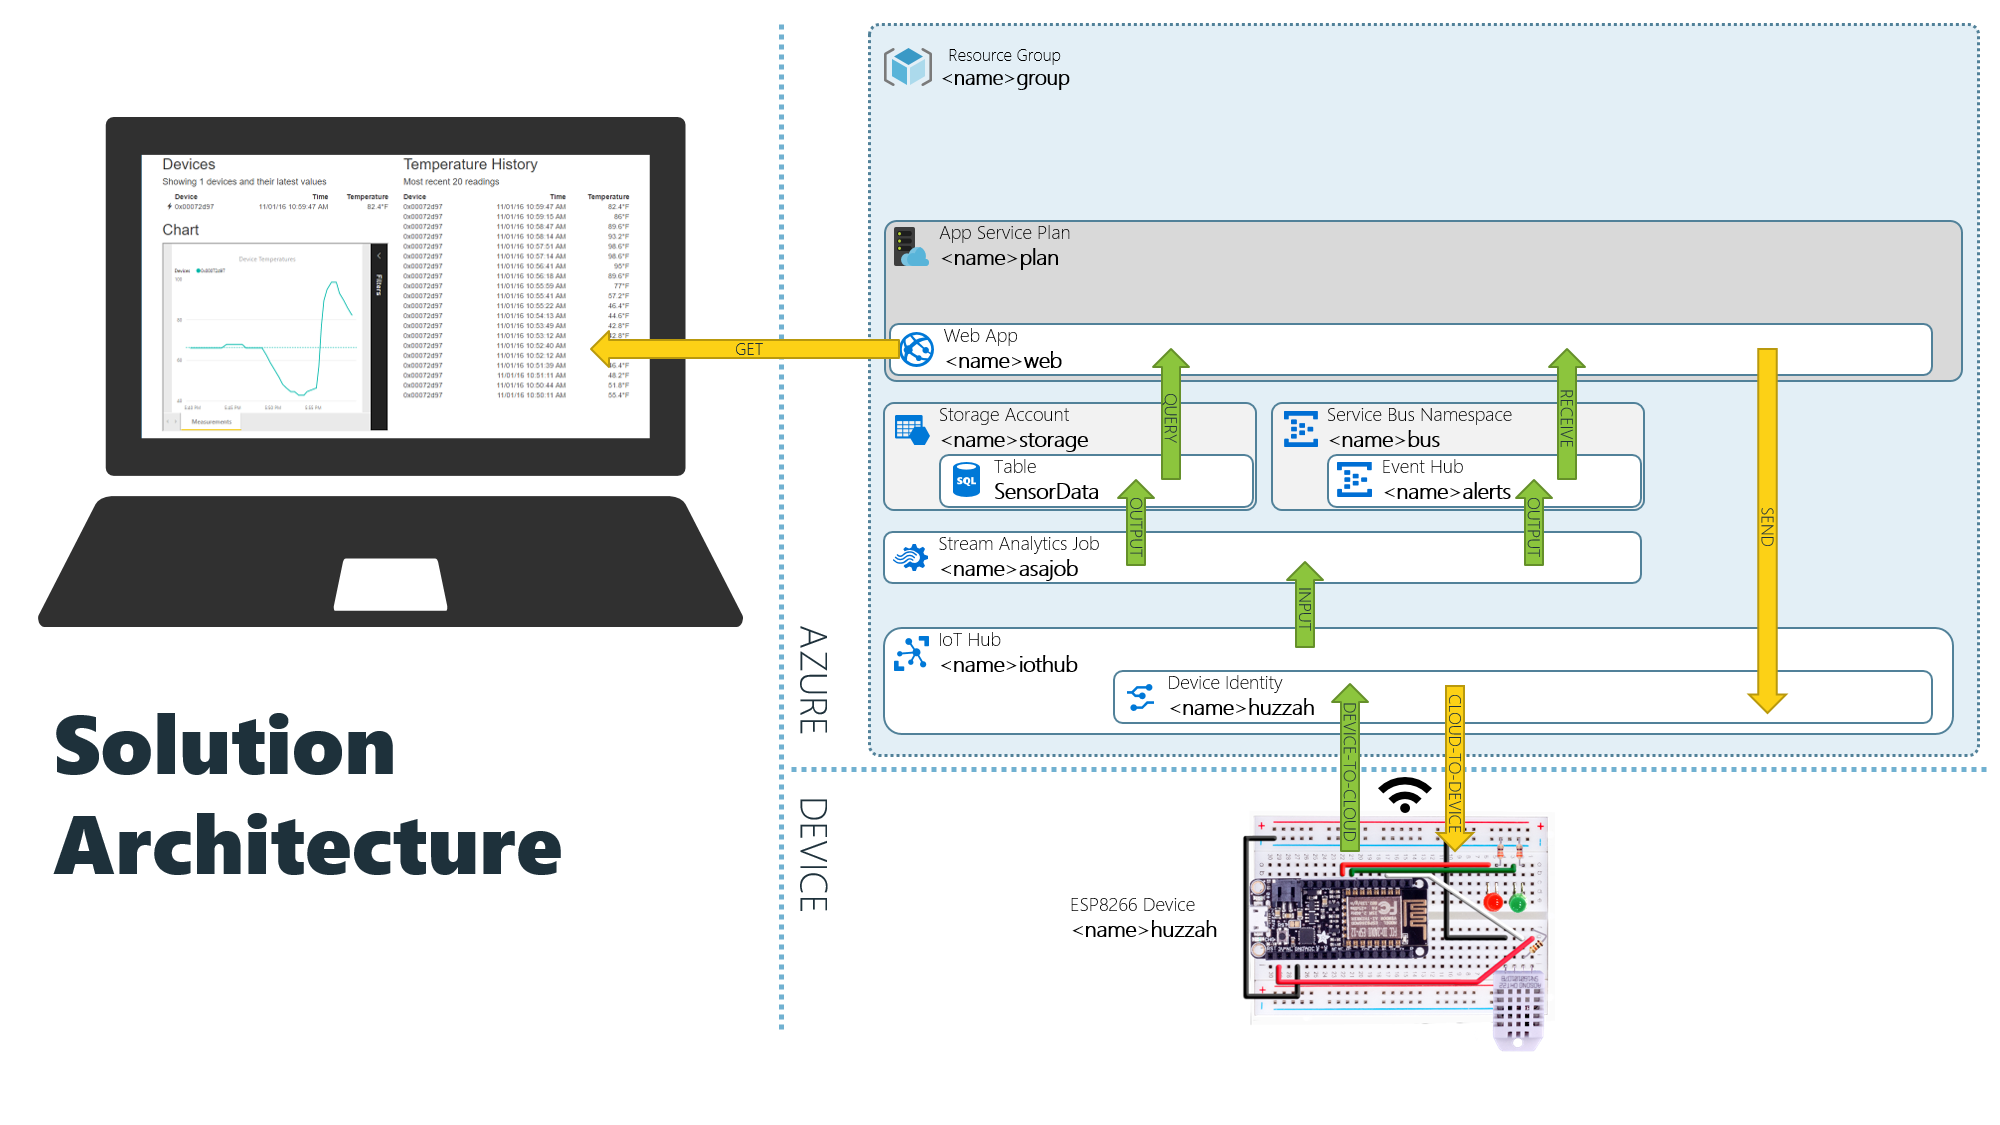 Devices
Showing 1 devices and their latest values
Device Time Temperature
0x00072d97 11/01/16 10:59:47 AM 82.4°F
Chart
Device Temperatures
Devices 0x00072d97
Filters
Measurements
Temperature History
Most recent 20 readings
Device Time Temperature
0x00072d97 11/01/16 10:59:47 AM 82.4°F
0x00072d97 11/01/16 10:59:15 AM 86°F
0x00072d97 11/01/16 10:58:47 AM 89.6°F
0x00072d97 11/01/16 10:58:14 AM 93.2°F
0x00072d97 11/01/16 10:57:51 AM 98.6°F
0x00072d97 11/01/16 10:57:14 AM 98.6°F
0x00072d97 11/01/16 10:56:41 AM 95°F
0x00072d97 11/01/16 10:56:18 AM 89.6°F
0x00072d97 11/01/16 10:55:59 AM 77°F
0x00072d97 11/01/16 10:55:41 AM 57.2°F
0x00072d97 11/01/16 10:55:22 AM 46.4°F
0x00072d97 11/01/16 10:54:13 AM 44.6°F
0x00072d97 11/01/16 10:53:49 AM 42.8°F
0x00072d97 11/01/16 10:53:12 AM
0x00072d97 11/01/16 10:52:40 AM
0x00072d97 11/01/16 10:52:12 AM
0x00072d97 11/01/16 10:51:39 AM
0x00072d97 11/01/16 10:51:11 AM 48.2°F
0x00072d97 11/01/16 10:50:44 AM 51.8°F
0x00072d97 11/01/16 10:50:11 AM 55.4°F
GET
Solution
Architecture
AZURE
DEVICE
Resource Group
<name>group
App Service Plan
<name>plan
Web App
<name>web
Storage Account
<name>storage
Table
SensorData
SQL
QUERY
Service Bus Namespace
<name>bus
Event Hub
<name>alerts
RECEIVE
OUTPUT
OUTPUT
Stream Analytics Job
<name>asajob
INPUT
SEND
IoT Hub
<name>iothub
Device Identity
<name>huzzah
DEVICE-TO-CLOUD
CLOUD-TO-DEVICE
ESP8266 Device
<name>huzzah